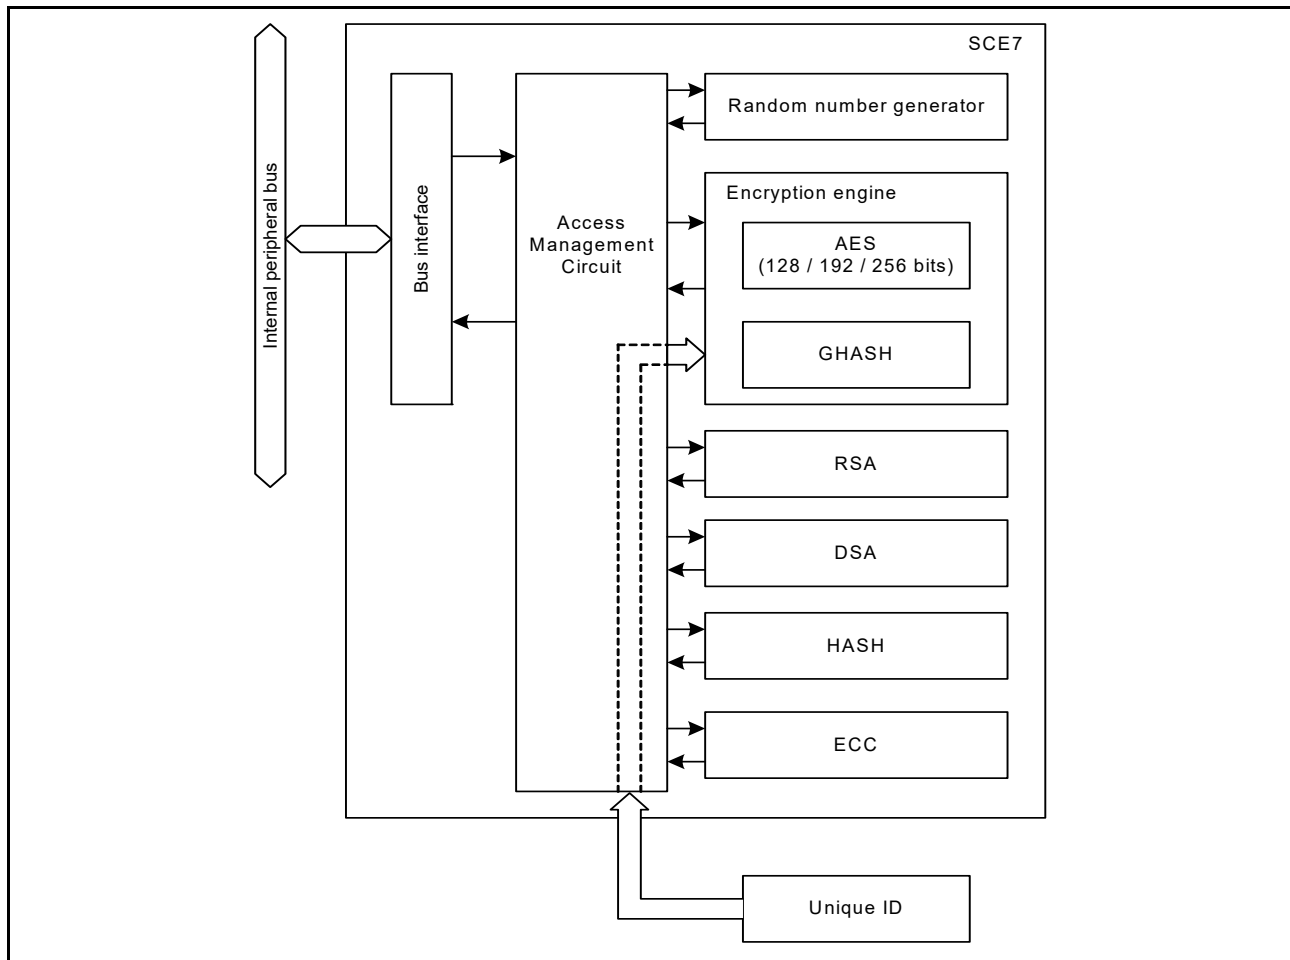 SCE7
Internal peripheral bus
Bus interface
Access
Management
Circuit
Random number generator
Encryption engine
AES
(128 / 192 / 256 bits)
GHASH
RSA
DSA
HASH
ECC
Unique ID